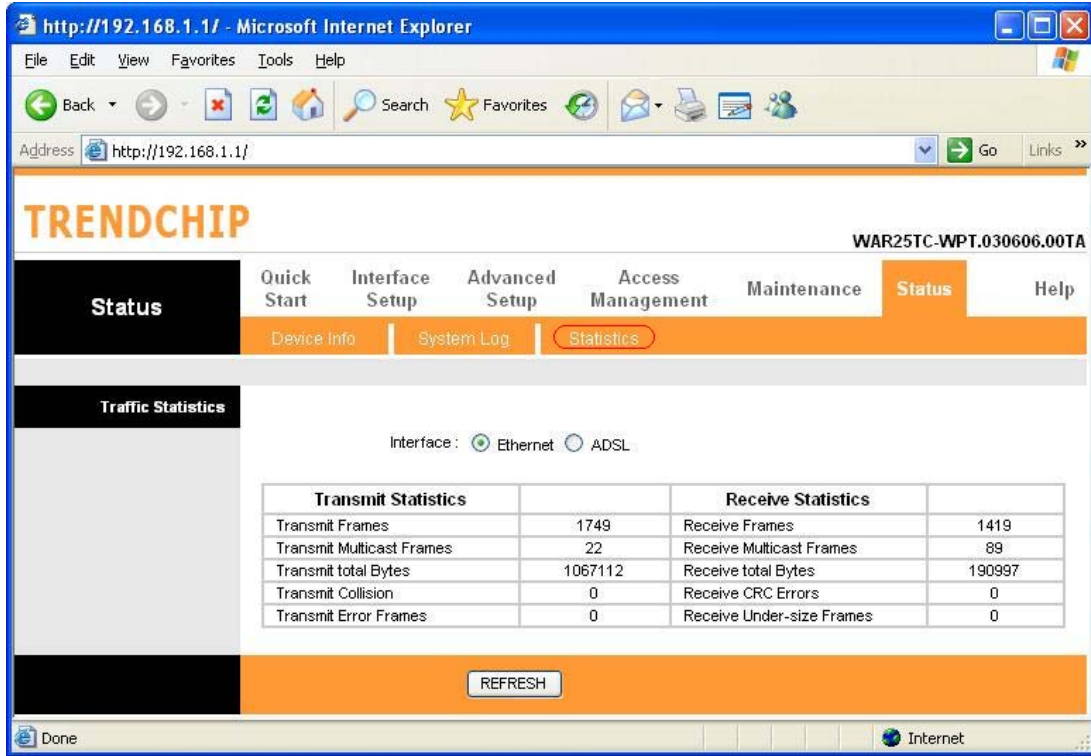 http://192.168.1.1/ - Microsoft Internet Explorer
File Edit View Favorites Tools Help
Back Search Favorites
Address http://192.168.1.1/ Go Links »
TRENDCHIP
WAR25TC-WPT.030606.00TA
Status
Quick Start Interface Setup Advanced Setup Access Management Maintenance Status Help
Device Info System Log Statistics
Traffic Statistics
Interface : Ethernet ADSL
Transmit Statistics Receive Statistics
Transmit Frames 1749 Receive Frames 1419
Transmit Multicast Frames 22 Receive Multicast Frames 89
Transmit total Bytes 1067112 Receive total Bytes 190997
Transmit Collision 0 Receive CRC Errors 0
Transmit Error Frames 0 Receive Under-size Frames 0
REFRESH
Done Internet